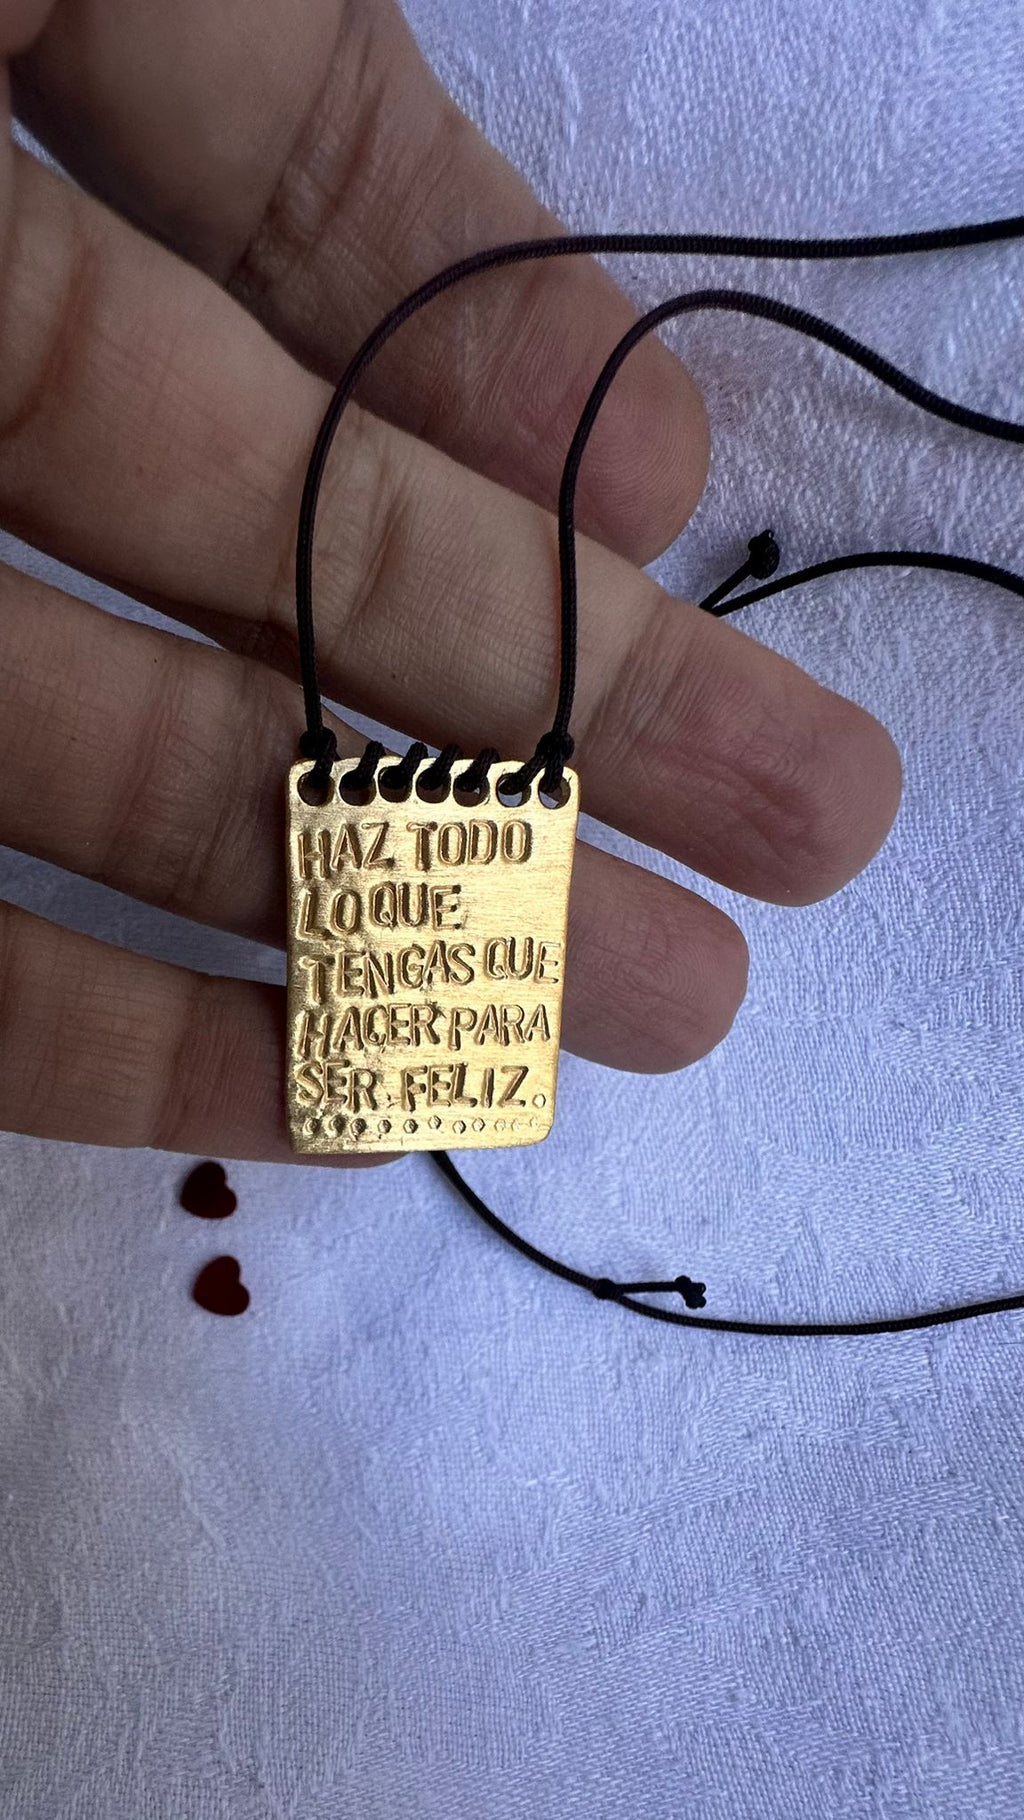 HAZ TODO
LO QUE
TENGAS QUE
HACER PARA
SER FELIZ.